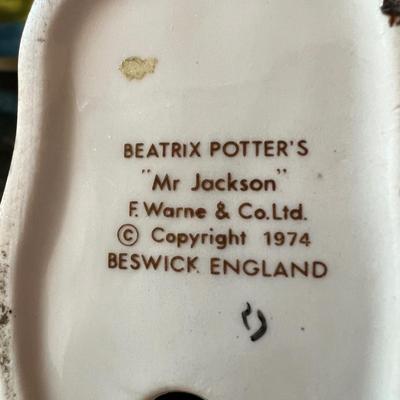 BEATRIX POTTER'S
"Mr Jackson"
F. Warne & Co.Ltd.
© Copyright 1974
BESWICK ENGLAND